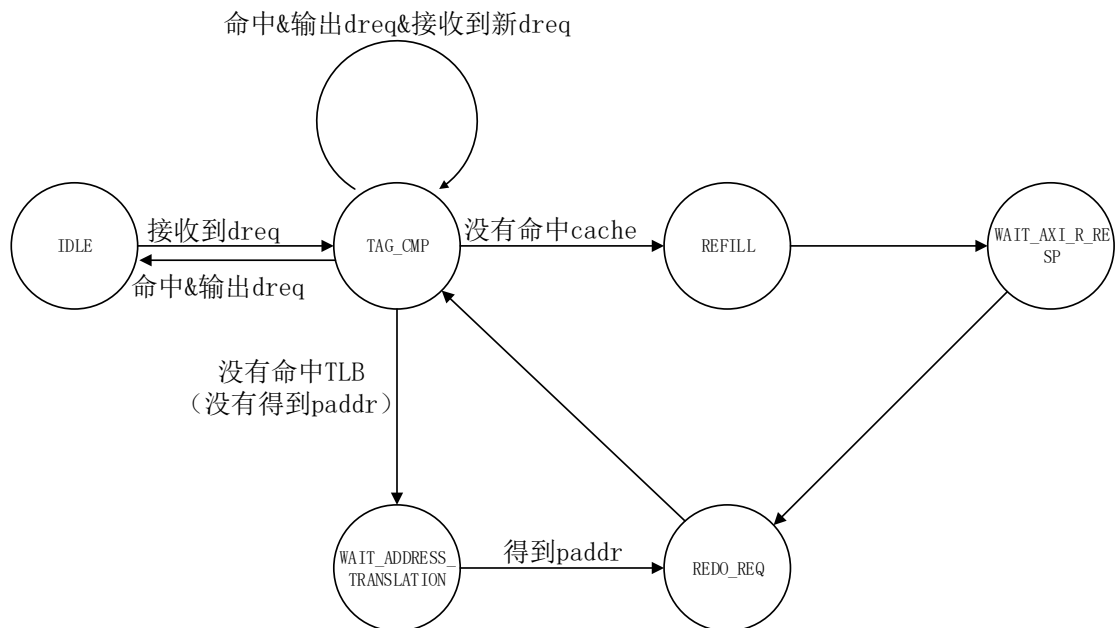 命中&输出dreq&接收到新dreq
IDLE
接收到dreq
命中&输出dreq
TAG_CMP
没有命中cache
REFILL
WAIT_AXI_R_RE
SP
没有命中TLB
（没有得到paddr）
WAIT_ADDRESS_
TRANSLATION
得到paddr
REDO_REQ